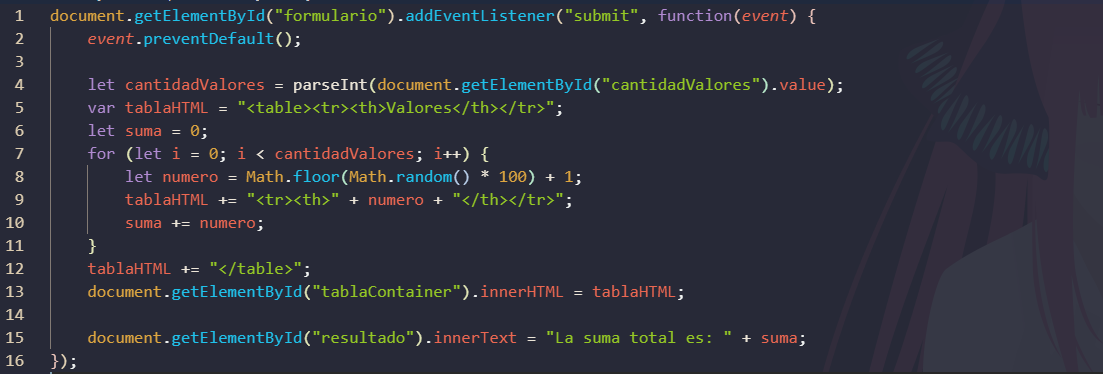 1 document.getElementById("formulario").addEventListener("submit", function(event) {
2     event.preventDefault();
3
4     let cantidadValores = parseInt(document.getElementById("cantidadValores").value);
5     var tablaHTML = "<table><tr><th>Valores</th></tr>";
6     let suma = 0;
7     for (let i = 0; i < cantidadValores; i++) {
8         let numero = Math.floor(Math.random() * 100) + 1;
9         tablaHTML += "<tr><th>" + numero + "</th></tr>";
10         suma += numero;
11     }
12     tablaHTML += "</table>";
13     document.getElementById("tablaContainer").innerHTML = tablaHTML;
14
15     document.getElementById("resultado").innerText = "La suma total es: " + suma;
16 });